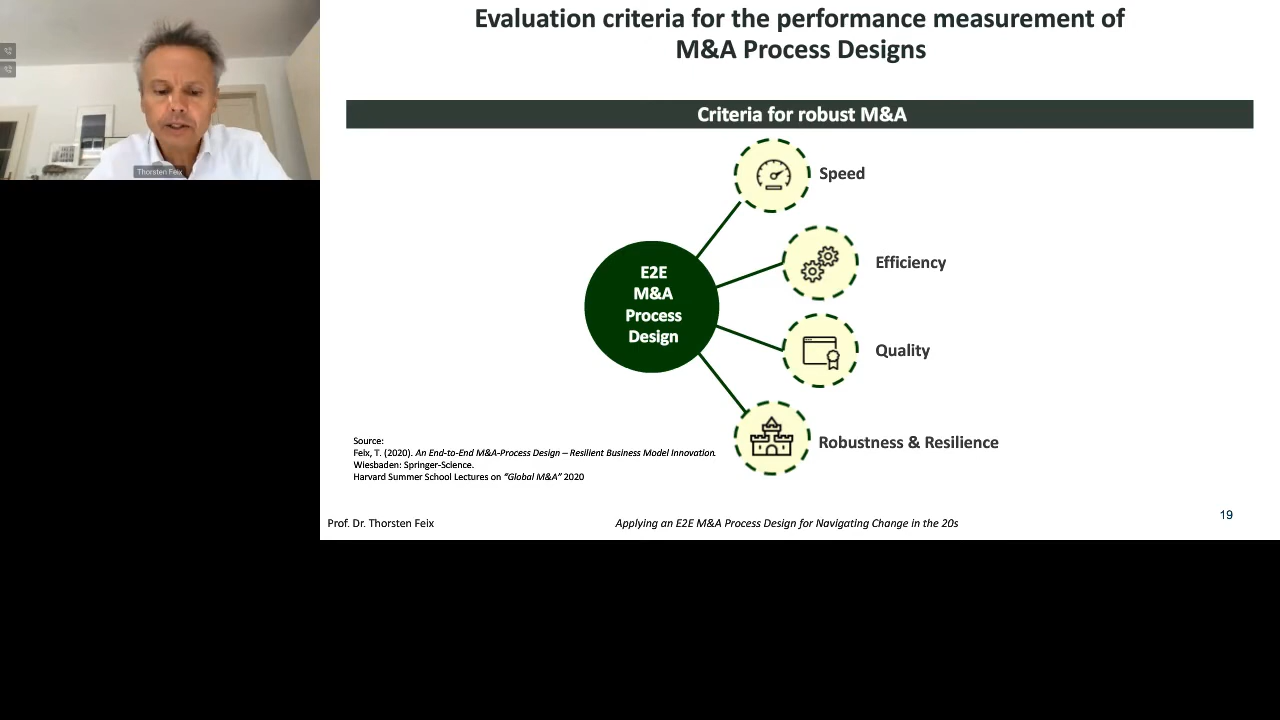 Thorsten Feix
Evaluation criteria for the performance measurement of
M&A Process Designs
Criteria for robust M&A
Speed
Efficiency
E2E
M&A
Process
Design
Quality
Robustness & Resilience
Source:
Feix, T. (2020). An End-to-End M&A-Process Design – Resilient Business Model Innovation.
Wiesbaden: Springer-Science.
Harvard Summer School Lectures on "Global M&A" 2020
Prof. Dr. Thorsten Feix
Applying an E2E M&A Process Design for Navigating Change in the 20s
19